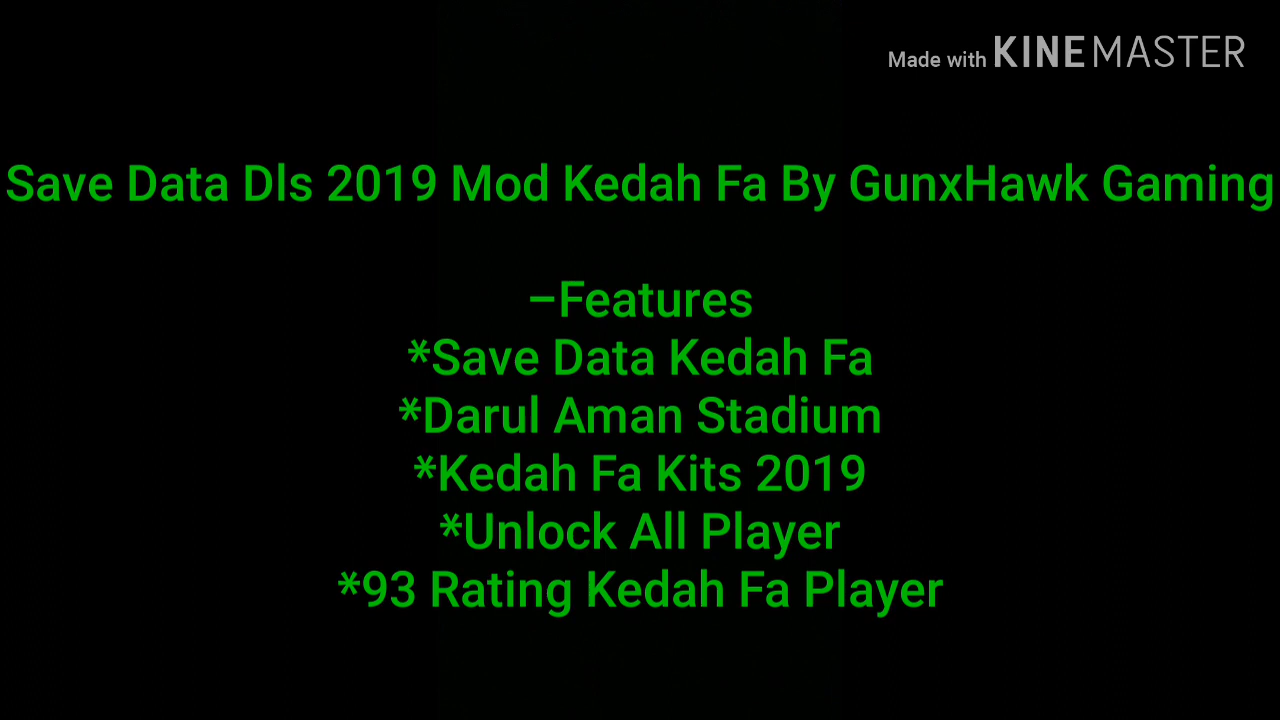 Made with KINEMASTER
Save Data Dls 2019 Mod Kedah Fa By GunxHawk Gaming
–Features
*Save Data Kedah Fa
*Darul Aman Stadium
*Kedah Fa Kits 2019
*Unlock All Player
*93 Rating Kedah Fa Player